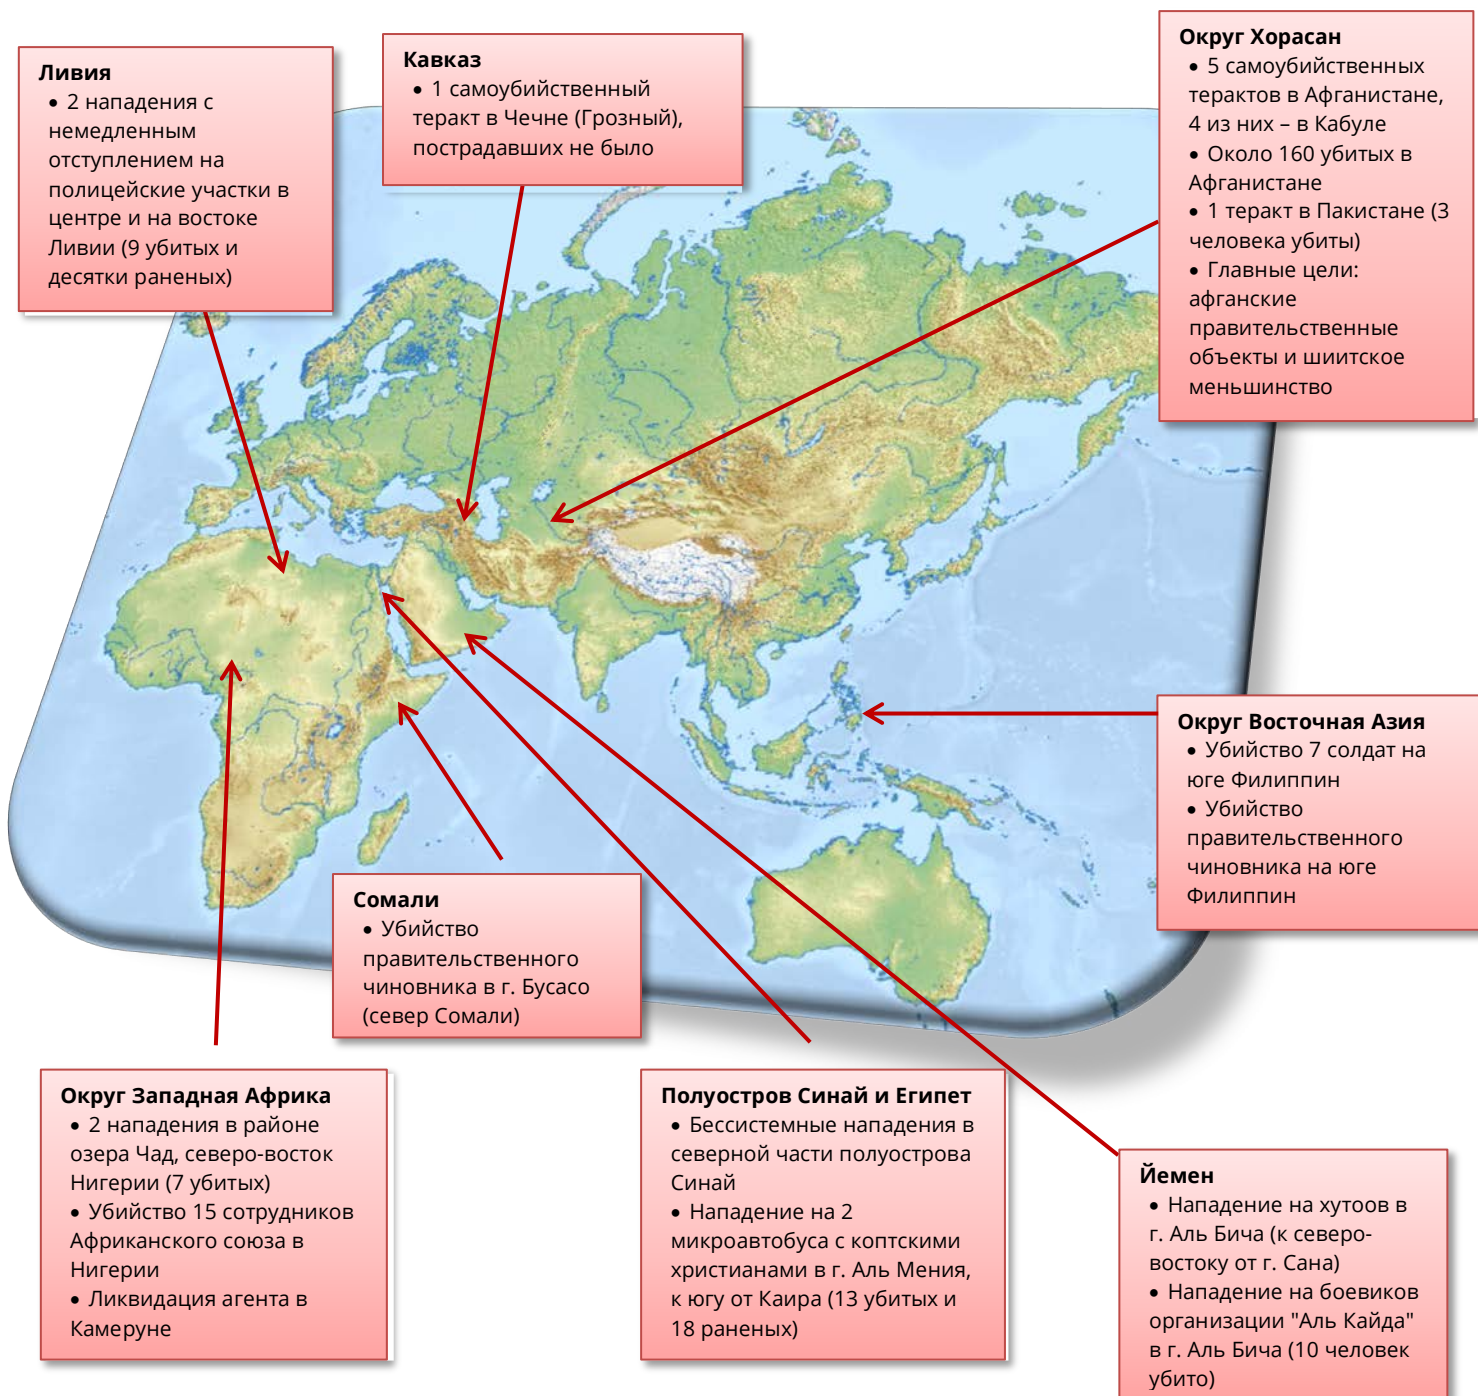 Ливия
• 2 нападения с
немедленным
отступлением на
полицейские участки в
центре и на востоке
Ливии (9 убитых и
десятки раненых)
Кавказ
• 1 самоубийственный
теракт в Чечне (Грозный),
пострадавших не было
Округ Хорасан
• 5 самоубийственных
терактов в Афганистане,
4 из них – в Кабуле
• Около 160 убитых в
Афганистане
• 1 теракт в Пакистане (3
человека убиты)
• Главные цели:
афганские
правительственные
объекты и шиитское
меньшинство
Округ Восточная Азия
• Убийство 7 солдат на
юге Филиппин
• Убийство
правительственного
чиновника на юге
Филиппин
Сомали
• Убийство
правительственного
чиновника в г. Бусасо
(север Сомали)
Округ Западная Африка
• 2 нападения в районе
озера Чад, северо-восток
Нигерии (7 убитых)
• Убийство 15 сотрудников
Африканского союза в
Нигерии
• Ликвидация агента в
Камеруне
Полуостров Синай и Египет
• Бессистемные нападения в
северной части полуострова
Синай
• Нападение на 2
микроавтобуса с коптскими
христианами в г. Аль Мения,
к югу от Каира (13 убитых и
18 раненых)
Йемен
• Нападение на хутоов в
г. Аль Бича (к северо-
востоку от г. Сана)
• Нападение на боевиков
организации "Аль Кайда"
в г. Аль Бича (10 человек
убито)